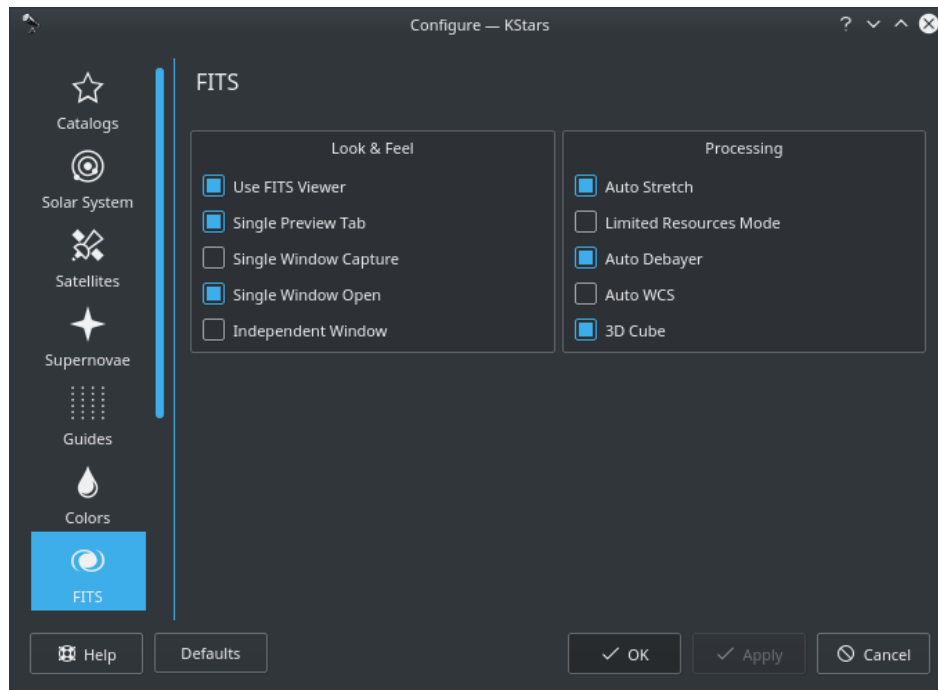 Configure — KStars
?
Catalogs
Solar System
Satellites
Supernovae
Guides
Colors
FITS
FITS
Look & Feel
Use FITS Viewer
Single Preview Tab
Single Window Capture
Single Window Open
Independent Window
Processing
Auto Stretch
Limited Resources Mode
Auto Debayer
Auto WCS
3D Cube
Help
Defaults
OK
Apply
Cancel